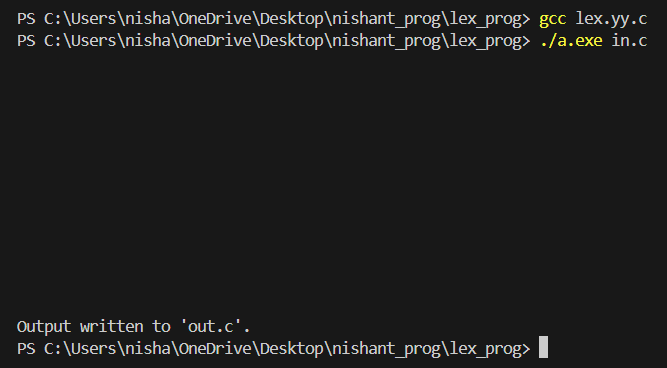 PS C:\Users\nisha\OneDrive\Desktop\nishant_prog\lex_prog> gcc lex.yy.c
PS C:\Users\nisha\OneDrive\Desktop\nishant_prog\lex_prog> ./a.exe in.c
Output written to 'out.c'.
PS C:\Users\nisha\OneDrive\Desktop\nishant_prog\lex_prog>